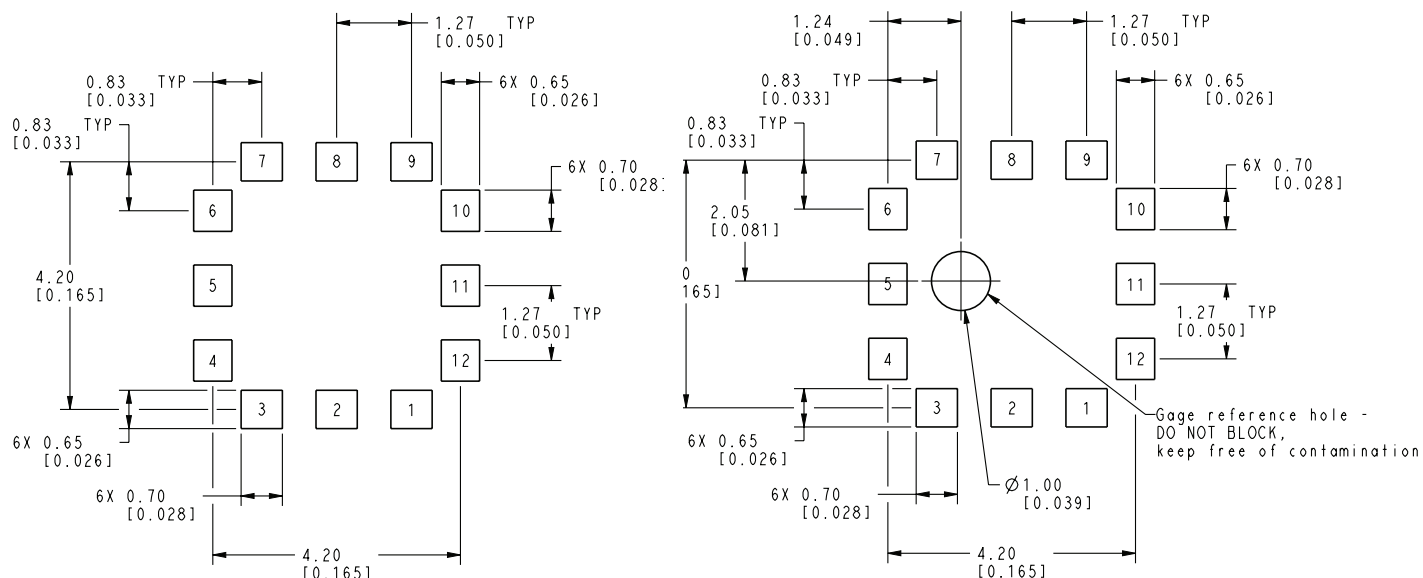 1.27 TYP
[0.050]
0.83 TYP
[0.033]
6X 0.65
[0.026]
0.83 TYP
[0.033]
7
8
9
6X 0.70
[0.028]
6
10
4.20
[0.165]
5
11
1.27 TYP
[0.050]
4
12
3
2
1
6X 0.65
[0.026]
6X 0.70
[0.028]
4.20
[0.165]
1.24
[0.049]
1.27 TYP
[0.050]
0.83 TYP
[0.033]
6X 0.65
[0.026]
0.83 TYP
[0.033]
7
8
9
6X 0.70
[0.028]
6
10
2.05
[0.081]
0
165]
5
11
1.27 TYP
[0.050]
4
12
3
2
1
Gage reference hole -
DO NOT BLOCK,
keep free of contamination
6X 0.65
[0.026]
Ø1.00
[0.039]
6X 0.70
[0.028]
4.20
[0.165]